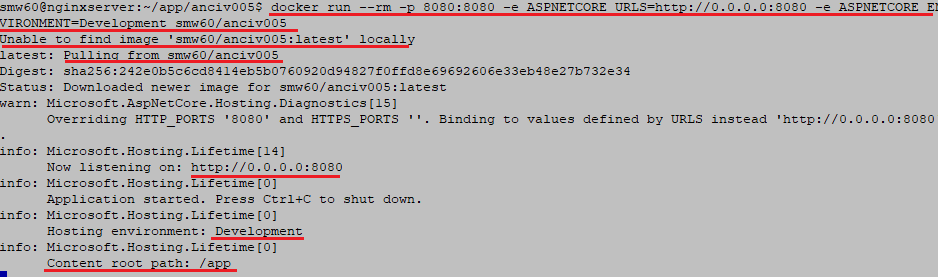 smw60@nginxserver:~/app/anciv005$ docker run --rm -p 8080:8080 -e ASPNETCORE_URLS=http://0.0.0.0:8080 -e ASPNETCORE_EN
VIRONMENT=Development smw60/anciv005
Unable to find image 'smw60/anciv005:latest' locally
latest: Pulling from smw60/anciv005
Digest: sha256:242e0b5c6cd8414eb5b0760920d94827f0ffd8e69692606e33eb48e27b732e34
Status: Downloaded newer image for smw60/anciv005:latest
warn: Microsoft.AspNetCore.Hosting.Diagnostics[15]
Overriding HTTP_PORTS '8080' and HTTPS_PORTS ''. Binding to values defined by URLS instead 'http://0.0.0.0:8080
.
info: Microsoft.Hosting.Lifetime[14]
Now listening on: http://0.0.0.0:8080
info: Microsoft.Hosting.Lifetime[0]
Application started. Press Ctrl+C to shut down.
info: Microsoft.Hosting.Lifetime[0]
Hosting environment: Development
info: Microsoft.Hosting.Lifetime[0]
Content root path: /app